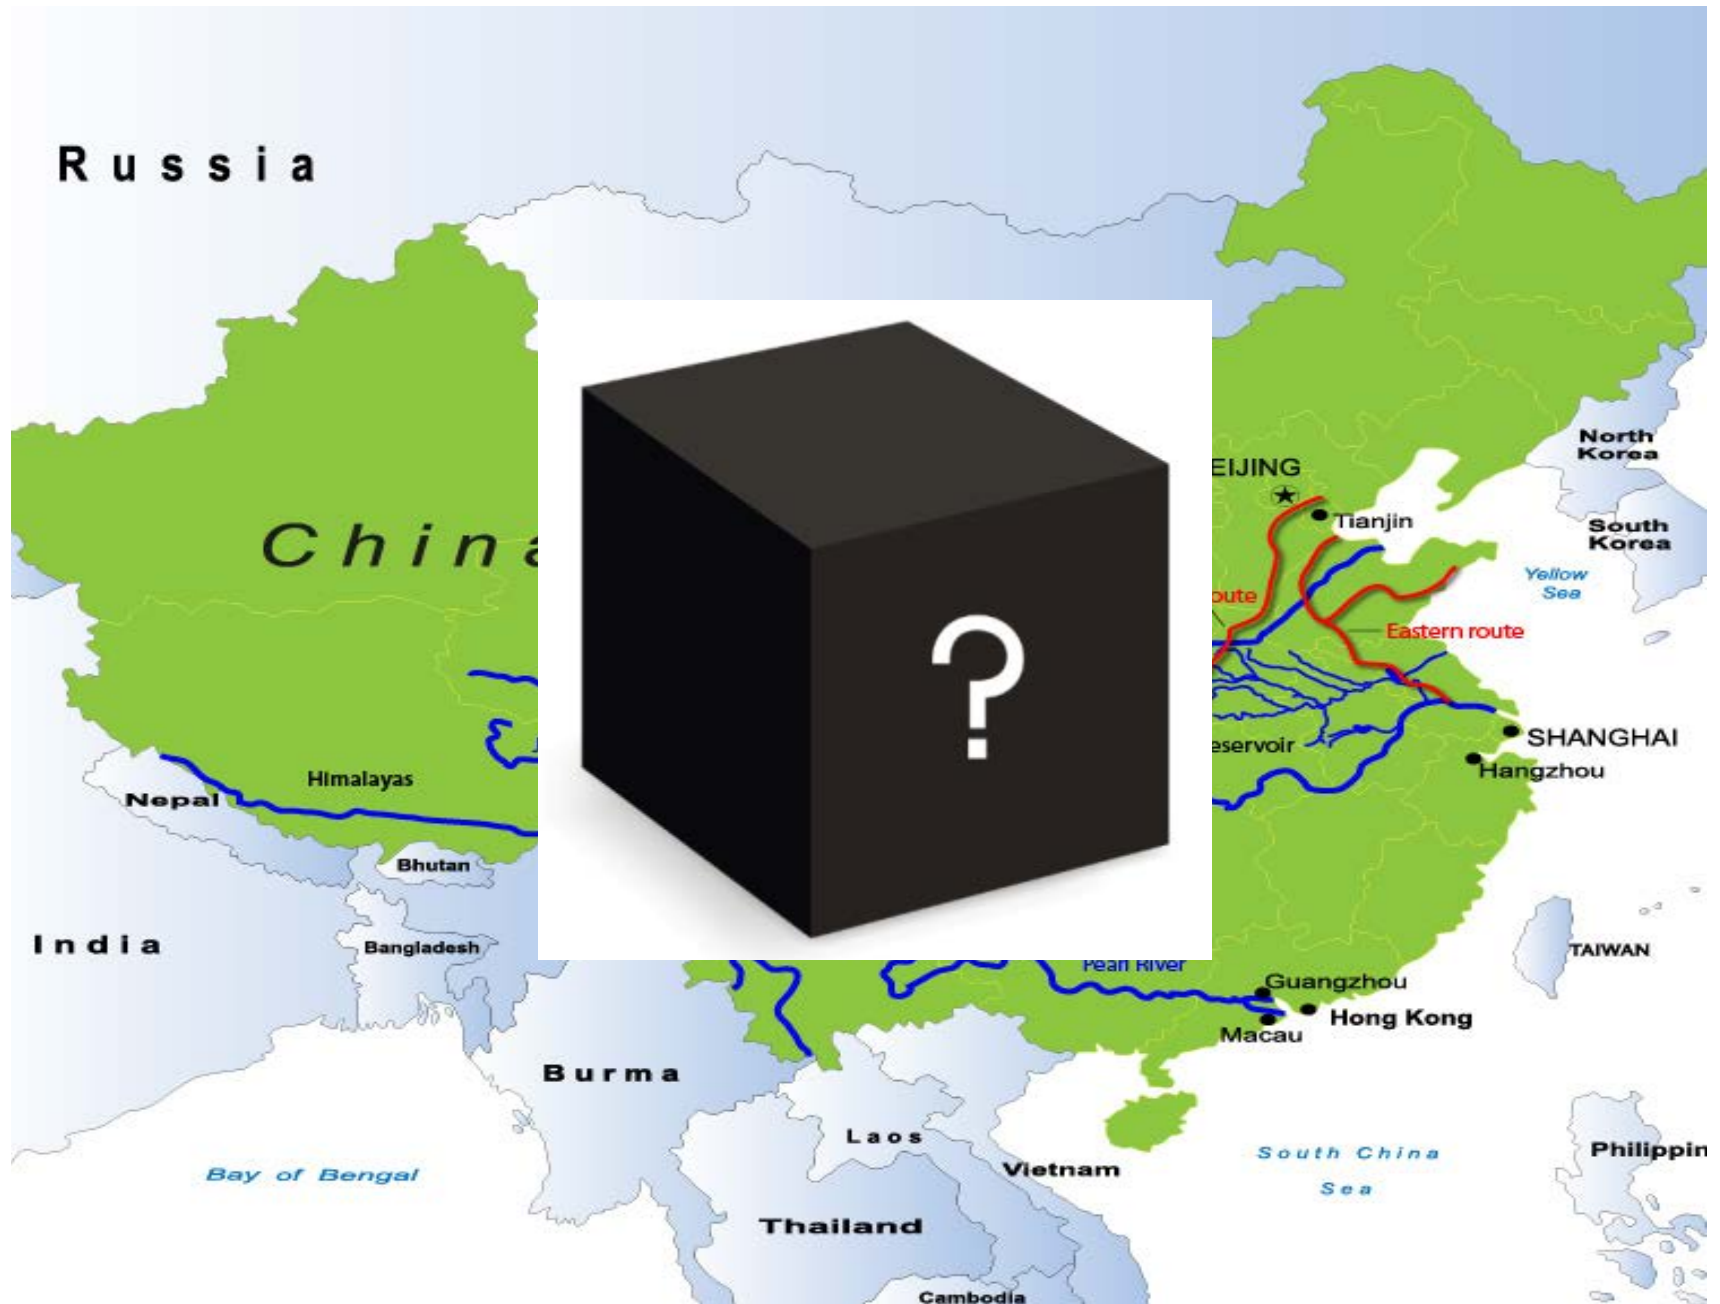 Russia
North
Korea
EIJING
Tianjin
China
South
Korea
Yellow
Sea
oute
Eastern route
?
SHANGHAI
eservoir
Hangzhou
Himalayas
Nepal
Bhutan
India
Bangladesh
TAIWAN
Pearl River
Guangzhou
Hong Kong
Macau
Burma
Laos
South China
Sea
Philippin
Vietnam
Bay of Bengal
Thailand
Cambodia